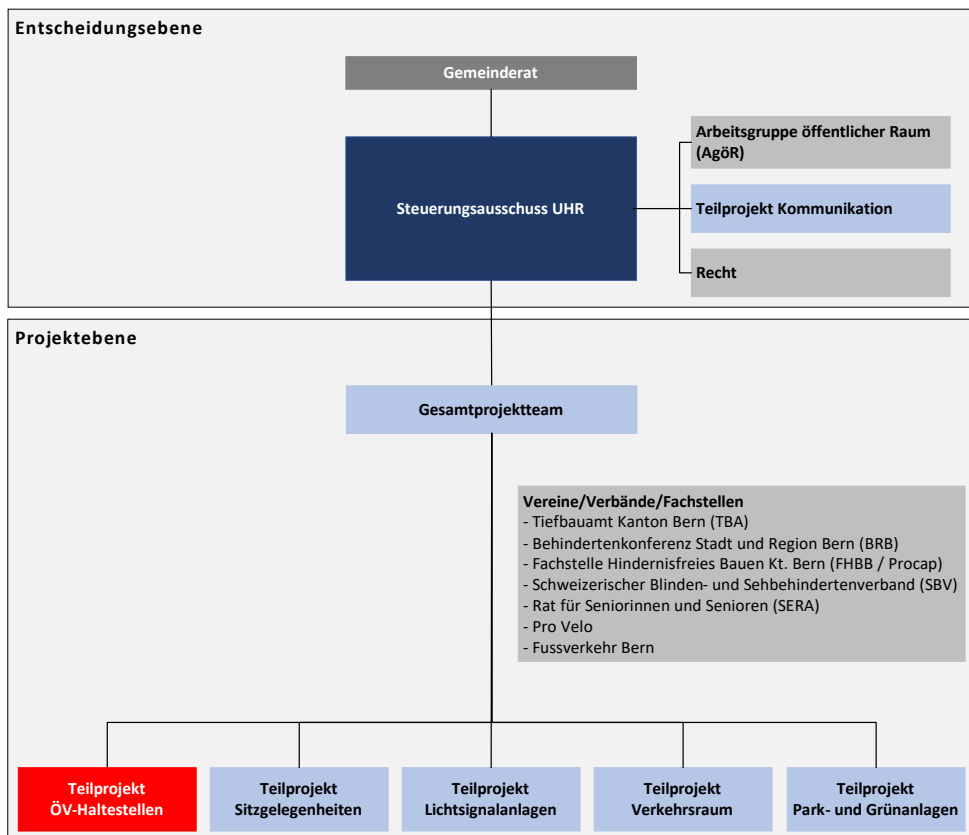 Entscheidungsebene
Gemeinderat
Steuerungsausschuss UHR
Arbeitsgruppe öffentlicher Raum
(AgöR)
Teilprojekt Kommunikation
Recht
Projektebene
Gesamtprojektteam
Vereine/Verbände/Fachstellen
- Tiefbauamt Kanton Bern (TBA)
- Behindertenkonferenz Stadt und Region Bern (BRB)
- Fachstelle Hindernisfreies Bauen Kt. Bern (FHBB / Procap)
- Schweizerischer Blinden- und Sehbehindertenverband (SBV)
- Rat für Seniorinnen und Senioren (SERA)
- Pro Velo
- Fussverkehr Bern
Teilprojekt
ÖV-Haltestellen
Teilprojekt
Sitzgelegenheiten
Teilprojekt
Lichtsignalanlagen
Teilprojekt
Verkehrsraum
Teilprojekt
Park- und Grünanlagen